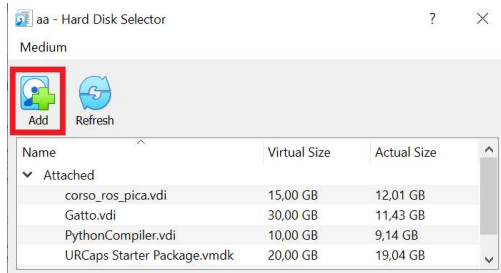 aa - Hard Disk Selector ?
Medium
Add Refresh
Name Virtual Size Actual Size
Attached
corso_ros_pica.vdi 15,00 GB 12,01 GB
Gatto.vdi 30,00 GB 11,43 GB
PythonCompiler.vdi 10,00 GB 9,14 GB
URCaps Starter Package.vmdk 20,00 GB 19,04 GB